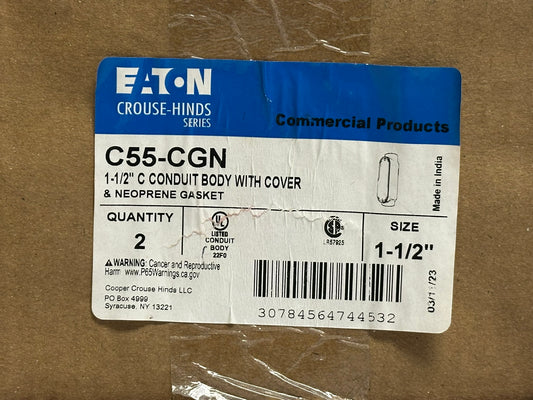 EATON
CROUSE-HINDS
SERIES
Commercial Products
C55-CGN
1-1/2" C CONDUIT BODY WITH COVER
& NEOPRENE GASKET
Made in India
QUANTITY
2
UL
LISTED
CONDUIT
BODY
22F0
LR57925
SIZE
1-1/2"
WARNING: Cancer and Reproductive
Harm www.P65Warnings.ca.gov
Cooper Crouse Hinds LLC
PO Box 4999
Syracuse, NY 13221
30784564744532